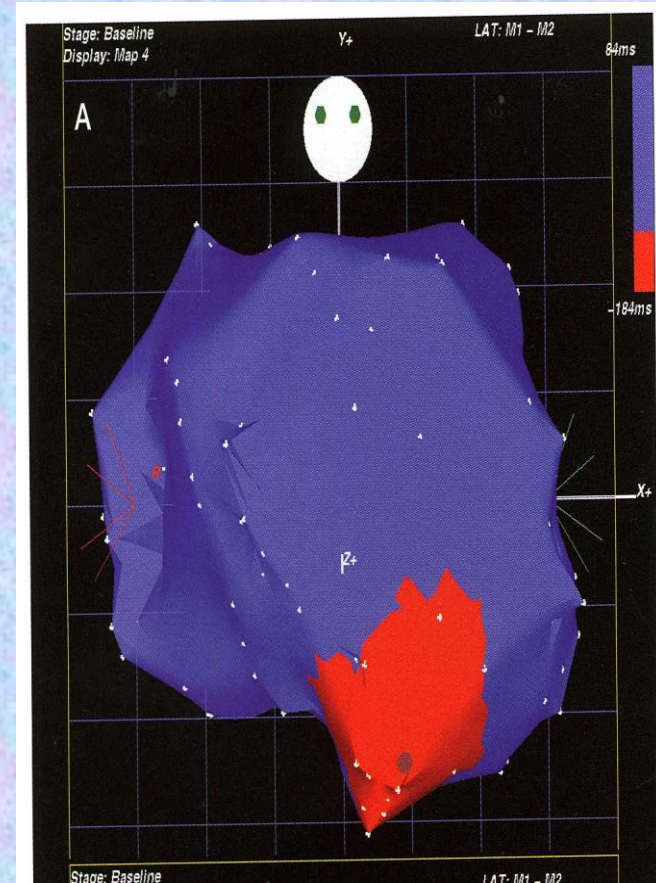 Stage: Baseline
LAT: M1 - M2
Display: Map 4
Y+
84ms
A
-184ms
X+
Z+
Stage: Baseline
LAT: M1 - M2